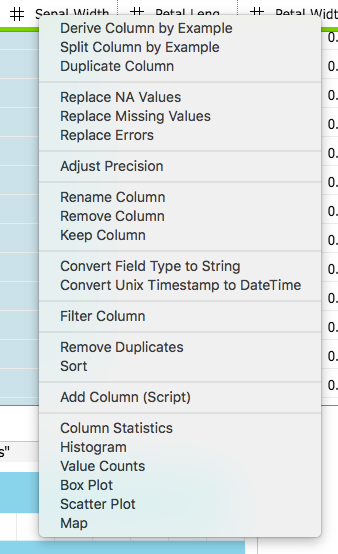 Sepal Width Petal Leng Petal Widt
Derive Column by Example
0.
Split Column by Example
0.
Duplicate Column
0.
Replace NA Values
0.
Replace Missing Values
0.
Replace Errors
0.
Adjust Precision
0.
Rename Column
0.
Remove Column
0.
Keep Column
0.
Convert Field Type to String
0.
Convert Unix Timestamp to DateTime
0.
Filter Column
0.
Remove Duplicates
0.
Sort
0.
Add Column (Script)
Column Statistics
Histogram
s"
Value Counts
Box Plot
Scatter Plot
Map